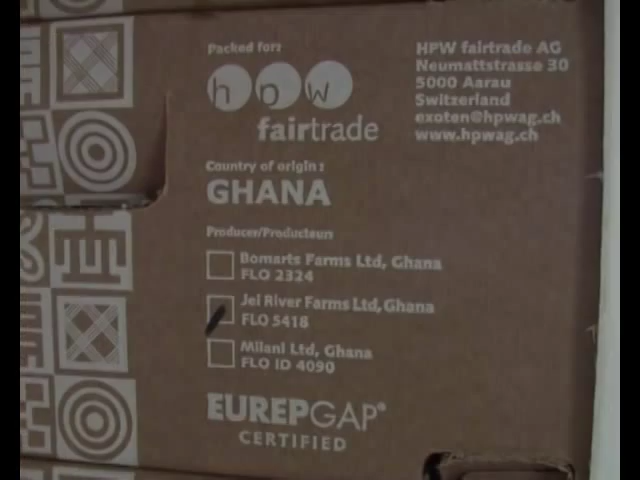 Packed for:
hpw
fairtrade
HPW fairtrade AG
Neumattstrasse 30
5000 Aarau
Switzerland
exoten@hpwag.ch
www.hpwag.ch
Country of origin:
GHANA
Producer/Producteurs
Bomarts Farms Ltd, Ghana
FLO 2324
Jei River Farms Ltd, Ghana
FLO 5418
Milani Ltd, Ghana
FLO ID 4090
EUREPGAP®
CERTIFIED